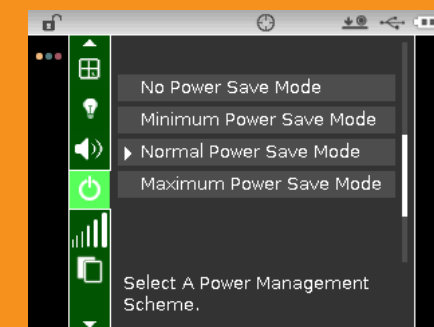 No Power Save Mode
Minimum Power Save Mode
Normal Power Save Mode
Maximum Power Save Mode
Select A Power Management
Scheme.